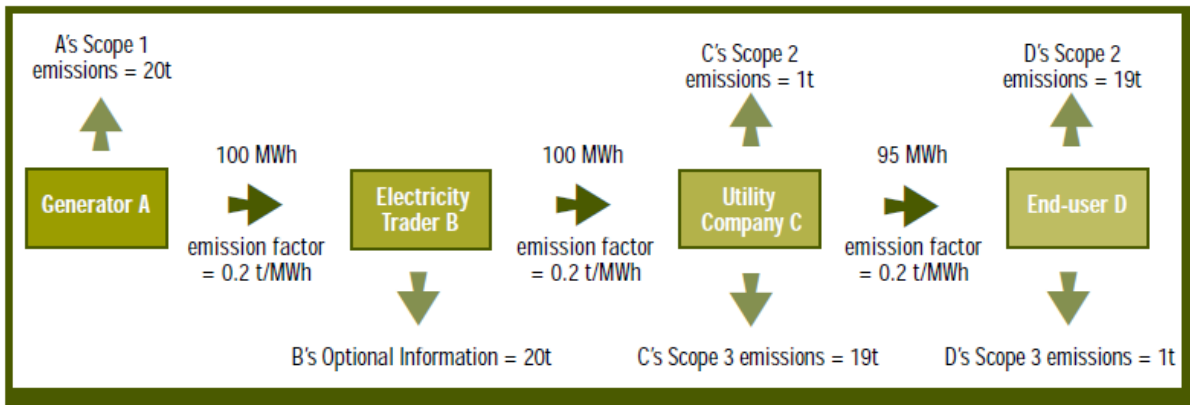 A's Scope 1
emissions = 20t
C's Scope 2
emissions = 1t
D's Scope 2
emissions = 19t
100 MWh
100 MWh
95 MWh
Generator A
Electricity
Trader B
Utility
Company C
End-user D
emission factor
= 0.2 t/MWh
emission factor
= 0.2 t/MWh
emission factor
= 0.2 t/MWh
B's Optional Information = 20t
C's Scope 3 emissions = 19t
D's Scope 3 emissions = 1t